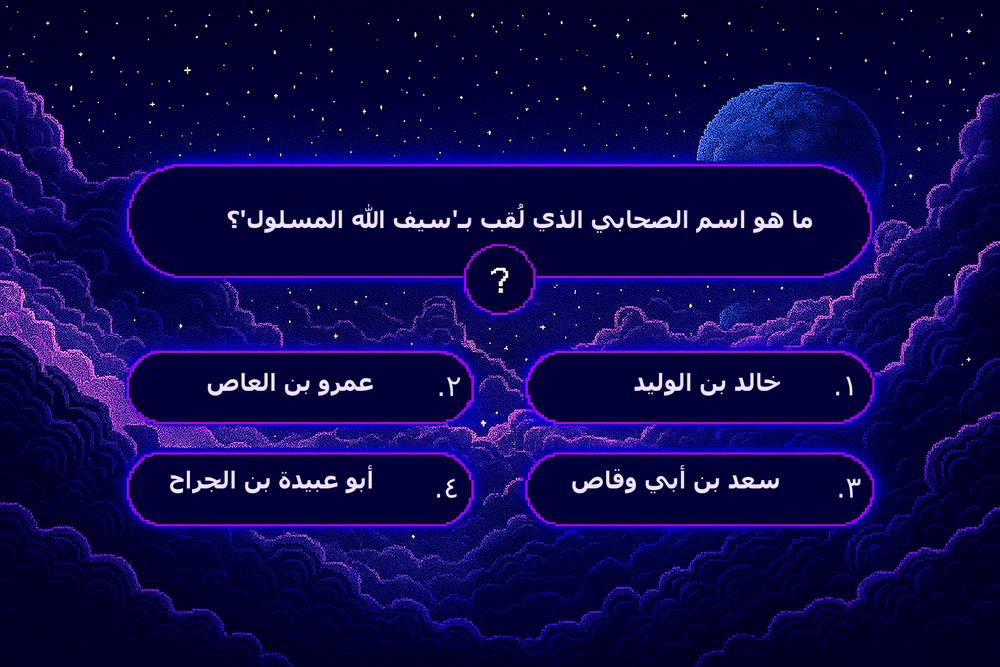 ما هو اسم الصحابي الذي لُقب بـ'سيف الله المسلول'؟
?
١. خالد بن الوليد
٢. عمرو بن العاص
٣. سعد بن أبي وقاص
٤. أبو عبيدة بن الجراح